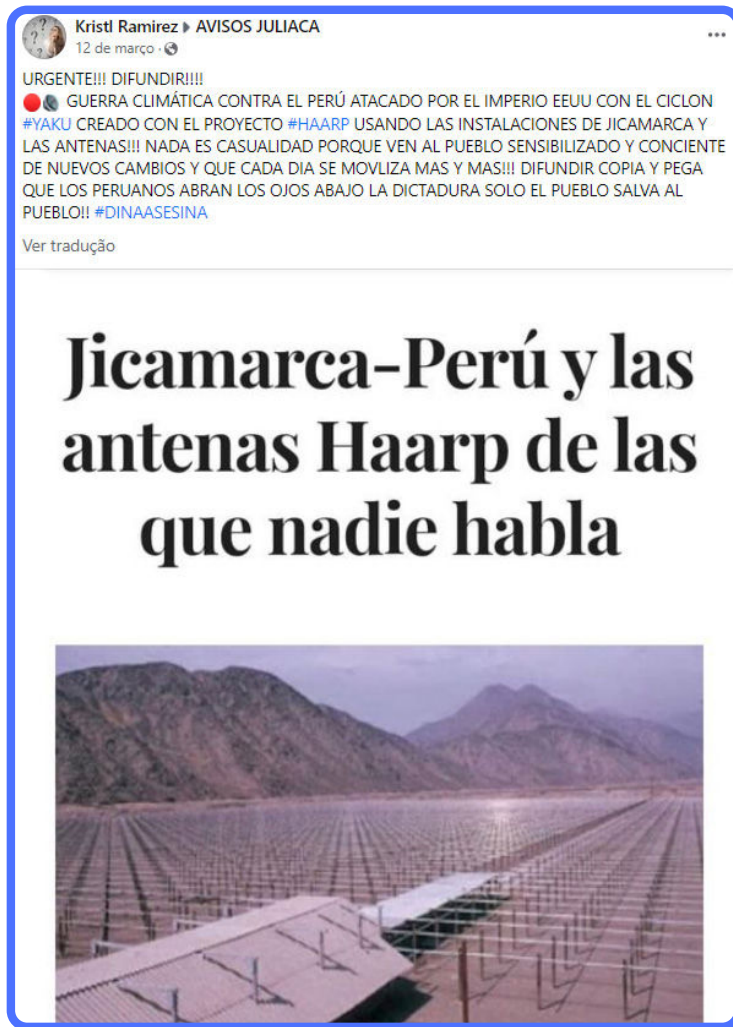 Kristl Ramirez ▸ AVISOS JULIACA
12 de março ·
URGENTE!!! DIFUNDIR!!!!
🔴🔊 GUERRA CLIMÁTICA CONTRA EL PERÚ ATACADO POR EL IMPERIO EEUU CON EL CICLON
#YAKU CREADO CON EL PROYECTO #HAARP USANDO LAS INSTALACIONES DE JICAMARCA Y
LAS ANTENAS!!! NADA ES CASUALIDAD PORQUE VEN AL PUEBLO SENSIBILIZADO Y CONCIENTE
DE NUEVOS CAMBIOS Y QUE CADA DIA SE MOVLIZA MAS Y MAS!!! DIFUNDIR COPIA Y PEGA
QUE LOS PERUANOS ABRAN LOS OJOS ABAJO LA DICTADURA SOLO EL PUEBLO SALVA AL
PUEBLO!! #DINAASESINA
Ver tradução
Jicamarca-Perú y las
antenas Haarp de las
que nadie habla